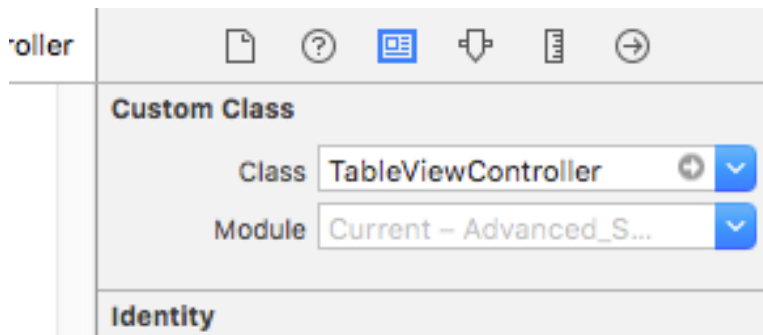 roller
Custom Class
Class TableViewController
Module Current – Advanced_S...
Identity